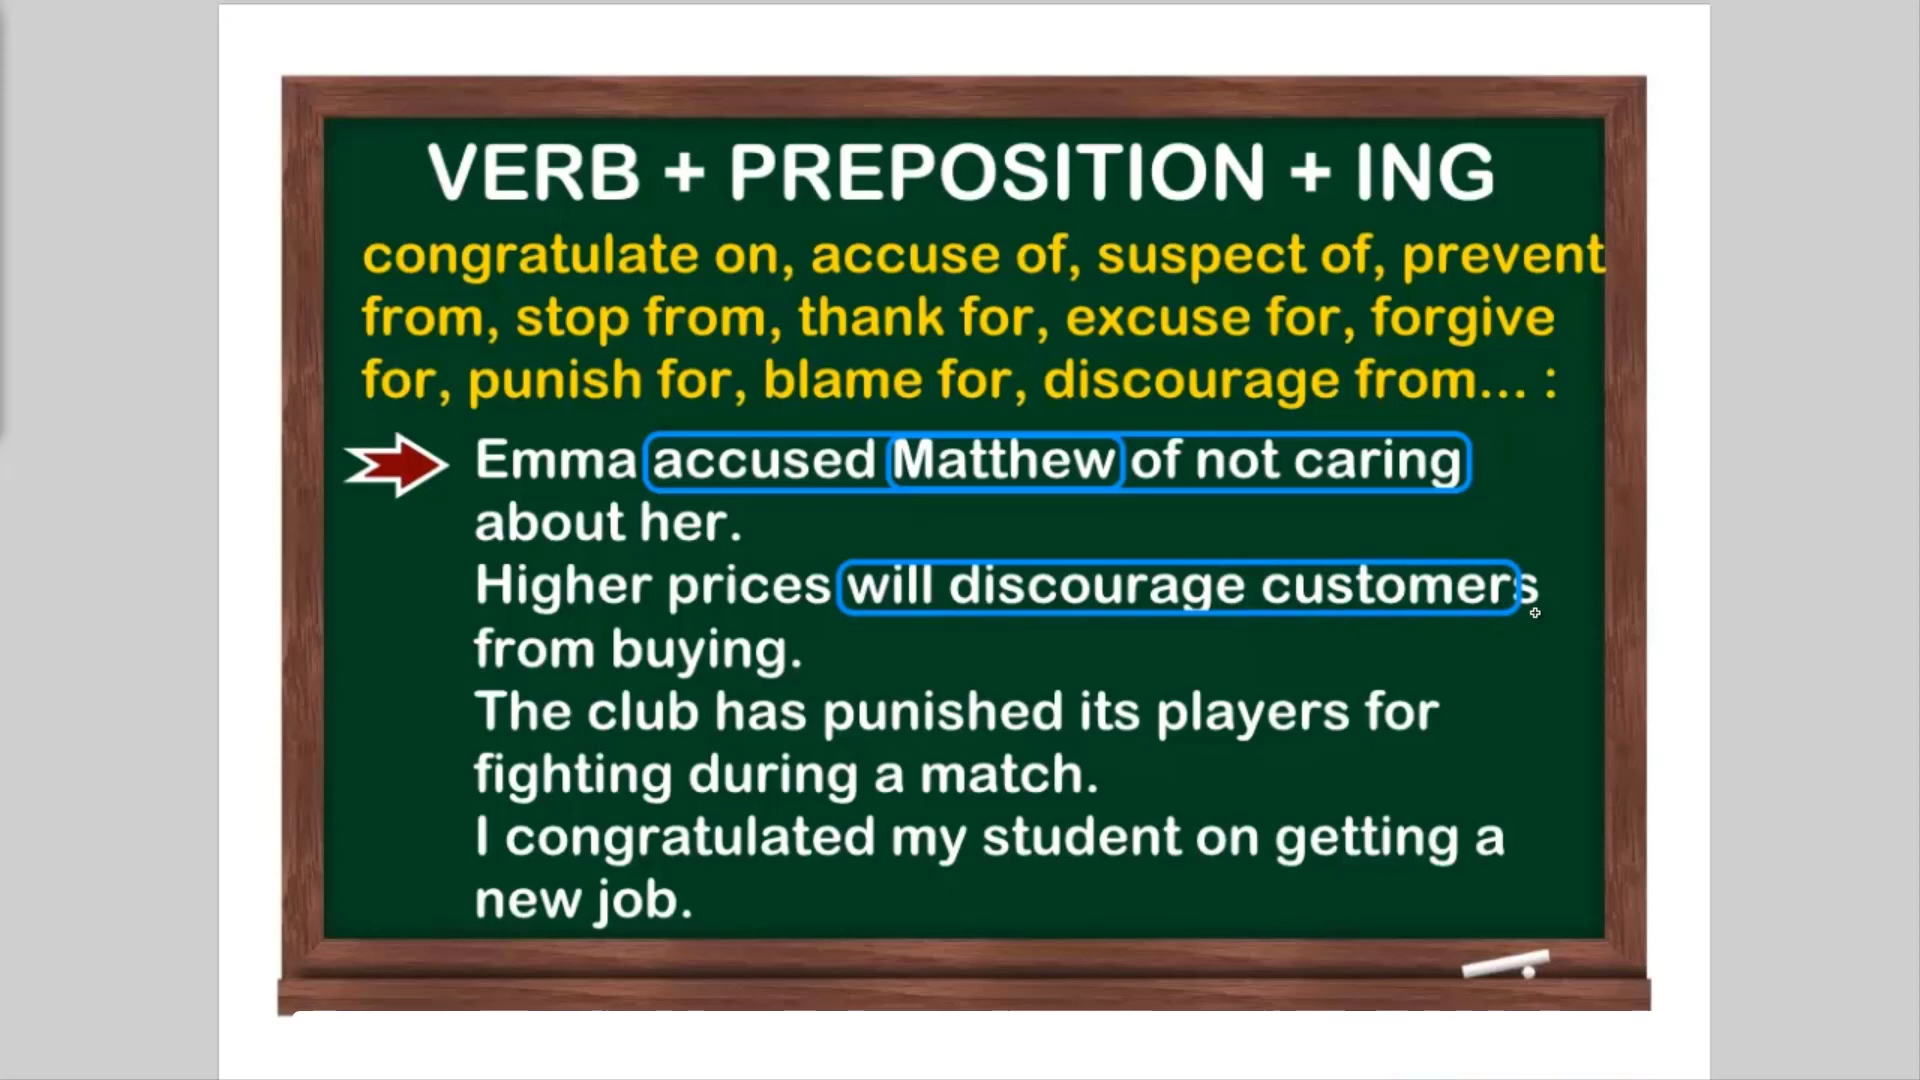 VERB + PREPOSITION + ING
congratulate on, accuse of, suspect of, prevent
from, stop from, thank for, excuse for, forgive
for, punish for, blame for, discourage from... :
Emma accused Matthew of not caring
about her.
Higher prices will discourage customers
from buying.
The club has punished its players for
fighting during a match.
I congratulated my student on getting a
new job.